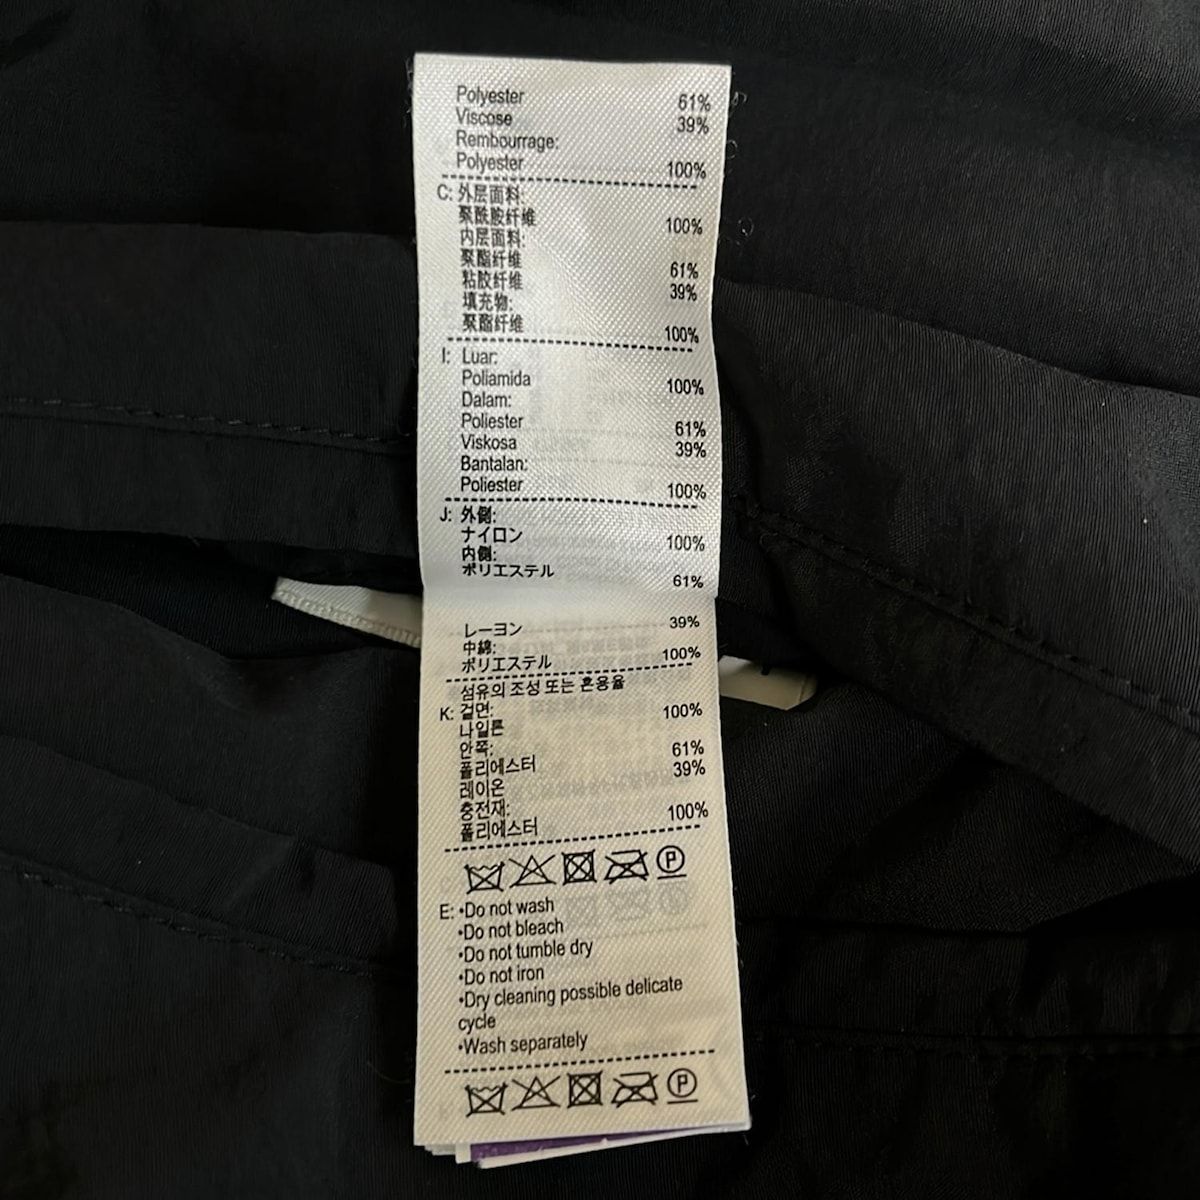 Polyester 61%
Viscose 39%
Rembourrage:
Polyester 100%
C: 外层面料:
聚酰胺纤维 100%
内层面料:
聚酯纤维 61%
粘胶纤维 39%
填充物:
聚酯纤维 100%
I: Luar:
Poliamida 100%
Dalam:
Poliester 61%
Viskosa 39%
Bantalan:
Poliester 100%
J: 外側:
ナイロン 100%
内側:
ポリエステル 61%
レーヨン 39%
中綿:
ポリエステル 100%
섬유의 조성 또는 혼용율
K: 겉면:
나일론 100%
안쪽:
폴리에스터 61%
레이온 39%
충전재:
폴리에스터 100%
P
E: •Do not wash
•Do not bleach
•Do not tumble dry
•Do not iron
•Dry cleaning possible delicate
cycle
•Wash separately
P